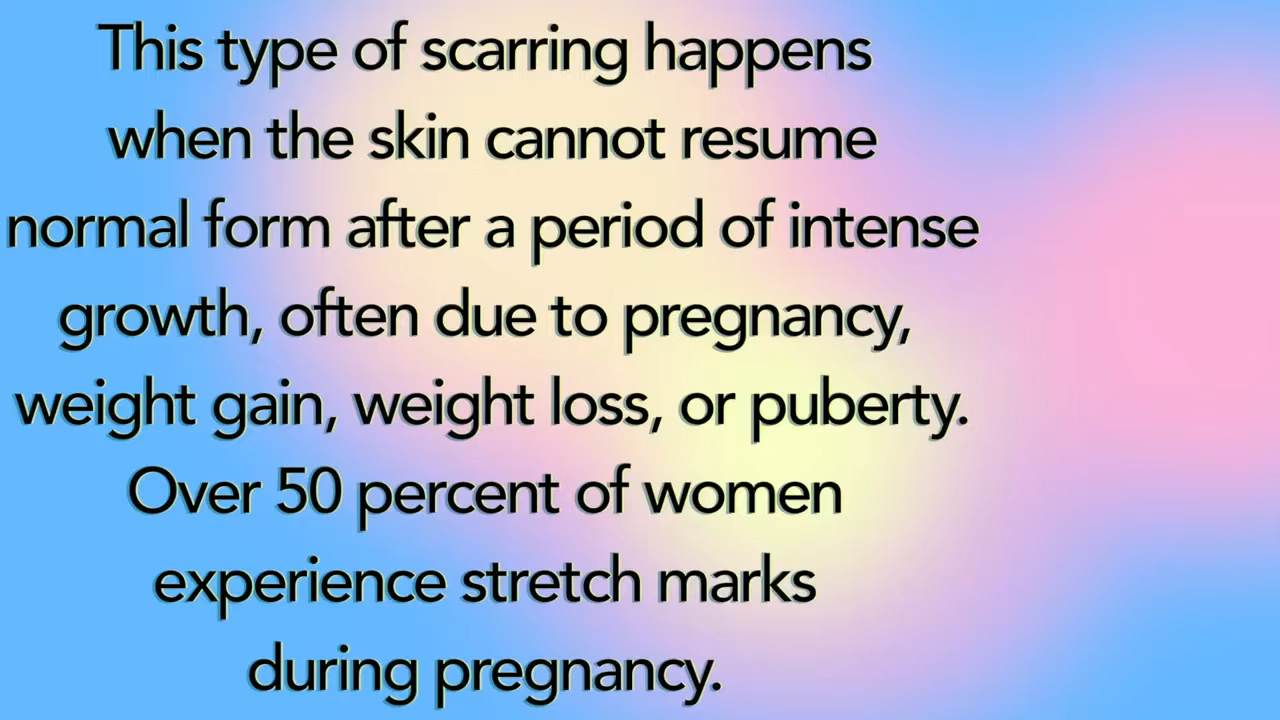 This type of scarring happens
when the skin cannot resume
normal form after a period of intense
growth, often due to pregnancy,
weight gain, weight loss, or puberty.
Over 50 percent of women
experience stretch marks
during pregnancy.